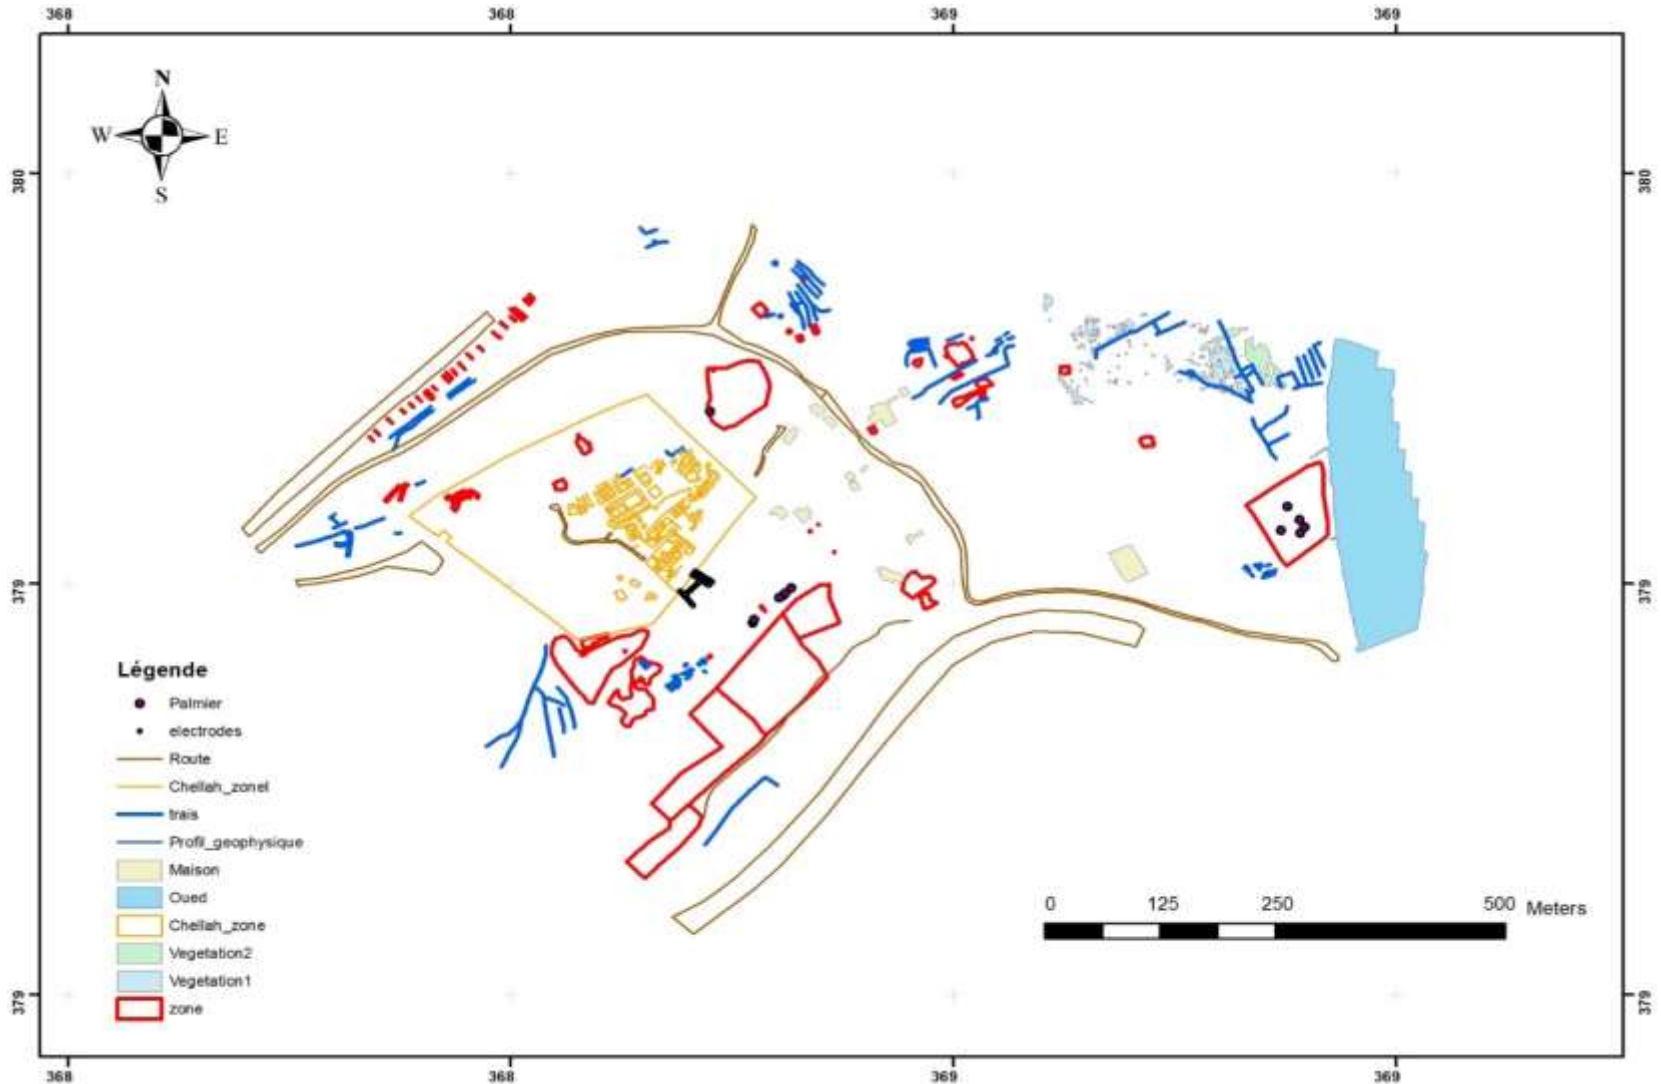 368 368 369 369
N
W E
S
380 380
379 379
Légende
Palmier
electrodes
Route
Chellah_zonel
trais
Profil_geophysique
Maison
Oued
Chellah_zone
Vegetation2
Vegetation1
zone
0 125 250 500 Meters
379 379
368 368 369 369